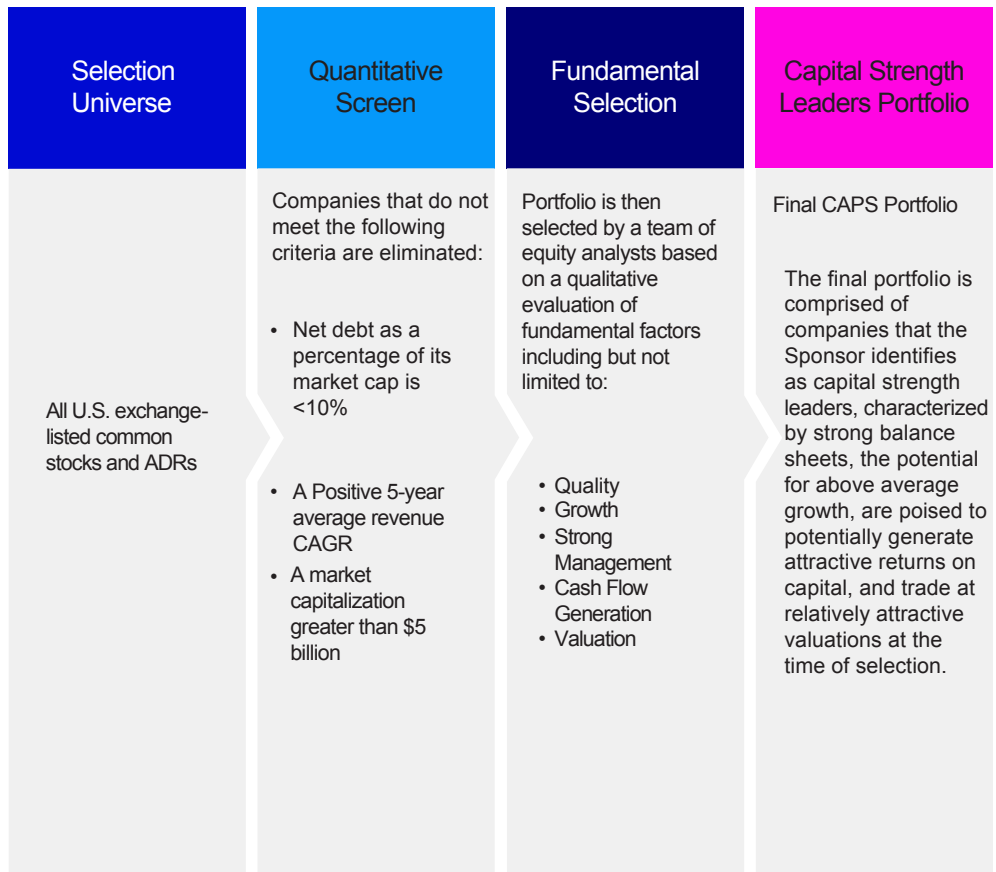 Selection
Universe
All U.S. exchange-
listed common
stocks and ADRs
Quantitative
Screen
Companies that do not
meet the following
criteria are eliminated:
• Net debt as a
percentage of its
market cap is
<10%
• A Positive 5-year
average revenue
CAGR
• A market
capitalization
greater than $5
billion
Fundamental
Selection
Portfolio is then
selected by a team of
equity analysts based
on a qualitative
evaluation of
fundamental factors
including but not
limited to:
• Quality
• Growth
• Strong
Management
• Cash Flow
Generation
• Valuation
Capital Strength
Leaders Portfolio
Final CAPS Portfolio
The final portfolio is
comprised of
companies that the
Sponsor identifies
as capital strength
leaders, characterized
by strong balance
sheets, the potential
for above average
growth, are poised to
potentially generate
attractive returns on
capital, and trade at
relatively attractive
valuations at the
time of selection.